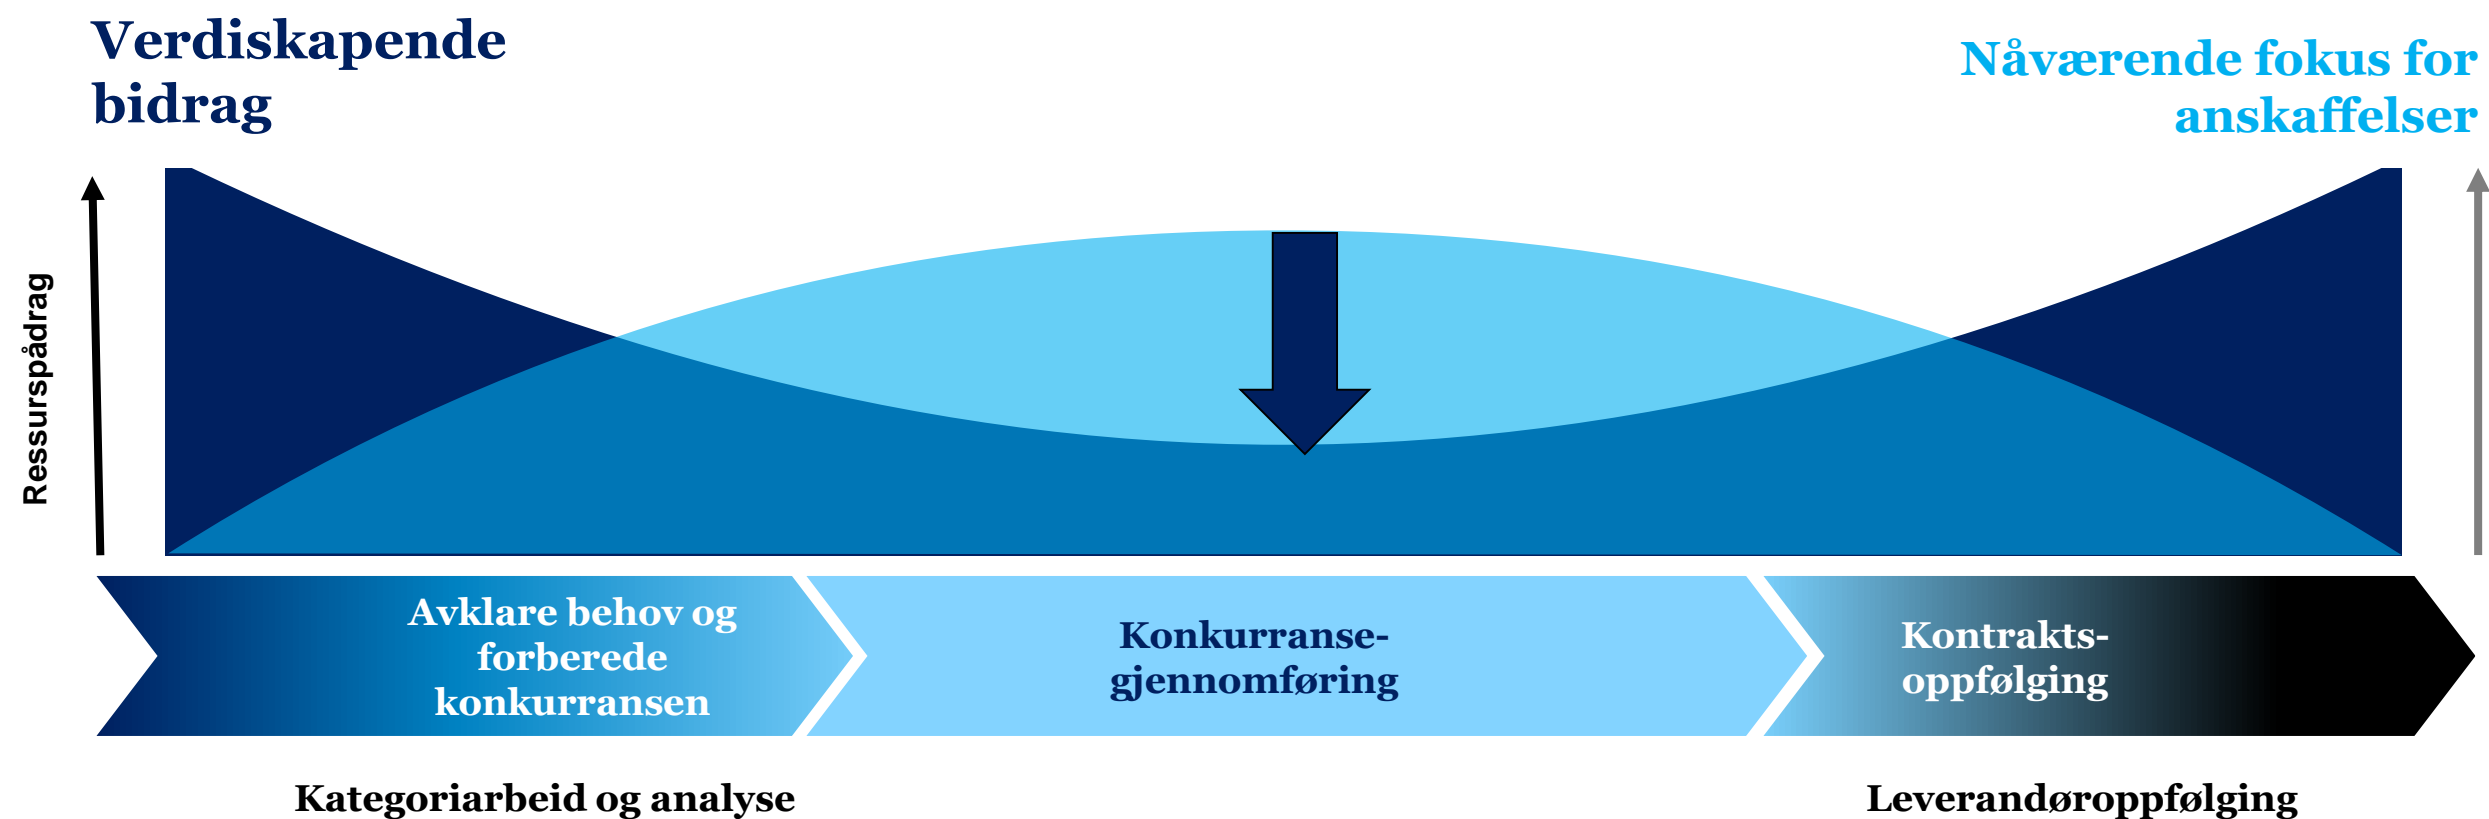 Verdiskapende
bidrag
Nåværende fokus for
anskaffelser
Ressurspådrag
Avklare behov og
forberede
konkurransen
Konkurranse-
gjennomføring
Kontrakts-
oppfølging
Kategoriarbeid og analyse
Leverandøroppfølging